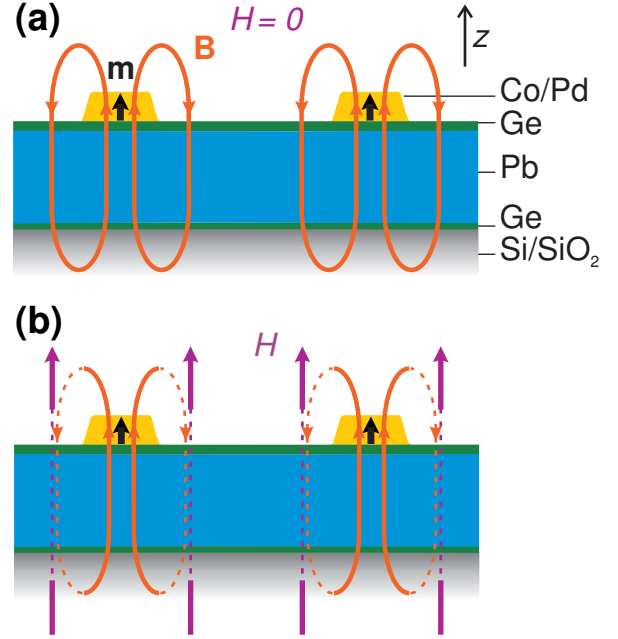 (a)
H = 0
z
m
B
Co/Pd
Ge
Pb
Ge
Si/SiO₂
(b)
H